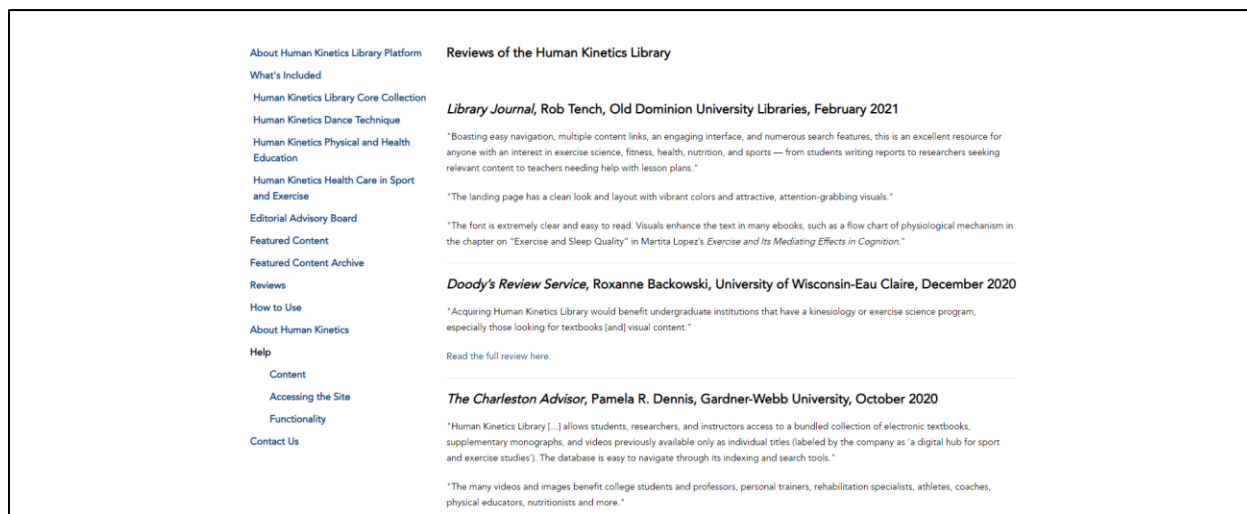 About Human Kinetics Library Platform
What's Included
Human Kinetics Library Core Collection
Human Kinetics Dance Technique
Human Kinetics Physical and Health
Education
Human Kinetics Health Care in Sport
and Exercise
Editorial Advisory Board
Featured Content
Featured Content Archive
Reviews
How to Use
About Human Kinetics
Help
Content
Accessing the Site
Functionality
Contact Us
Reviews of the Human Kinetics Library
Library Journal, Rob Tench, Old Dominion University Libraries, February 2021
"Boasting easy navigation, multiple content links, an engaging interface, and numerous search features, this is an excellent resource for
anyone with an interest in exercise science, fitness, health, nutrition, and sports — from students writing reports to researchers seeking
relevant content to teachers needing help with lesson plans."
"The landing page has a clean look and layout with vibrant colors and attractive, attention-grabbing visuals."
"The font is extremely clear and easy to read. Visuals enhance the text in many ebooks, such as a flow chart of physiological mechanism in
the chapter on "Exercise and Sleep Quality" in Martita Lopez's Exercise and Its Mediating Effects in Cognition."
Doody's Review Service, Roxanne Backowski, University of Wisconsin-Eau Claire, December 2020
"Acquiring Human Kinetics Library would benefit undergraduate institutions that have a kinesiology or exercise science program,
especially those looking for textbooks [and] visual content."
Read the full review here.
The Charleston Advisor, Pamela R. Dennis, Gardner-Webb University, October 2020
"Human Kinetics Library [...] allows students, researchers, and instructors access to a bundled collection of electronic textbooks,
supplementary monographs, and videos previously available only as individual titles (labeled by the company as 'a digital hub for sport
and exercise studies'). The database is easy to navigate through its indexing and search tools."
"The many videos and images benefit college students and professors, personal trainers, rehabilitation specialists, athletes, coaches,
physical educators, nutritionists and more."